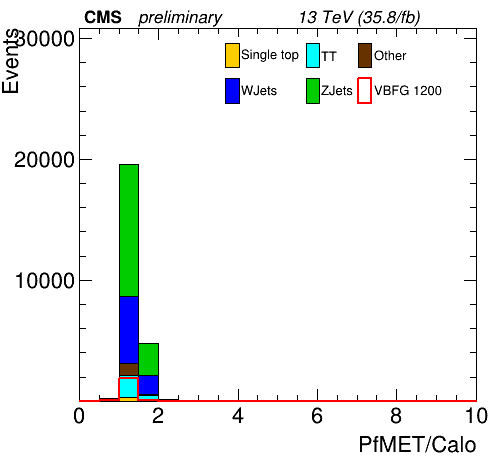 CMS preliminary 13 TeV (35.8/fb)
Events
30000
20000
10000
Single top TT Other
WJets ZJets VBFG 1200
0 2 4 6 8 10
PfMET/Calo